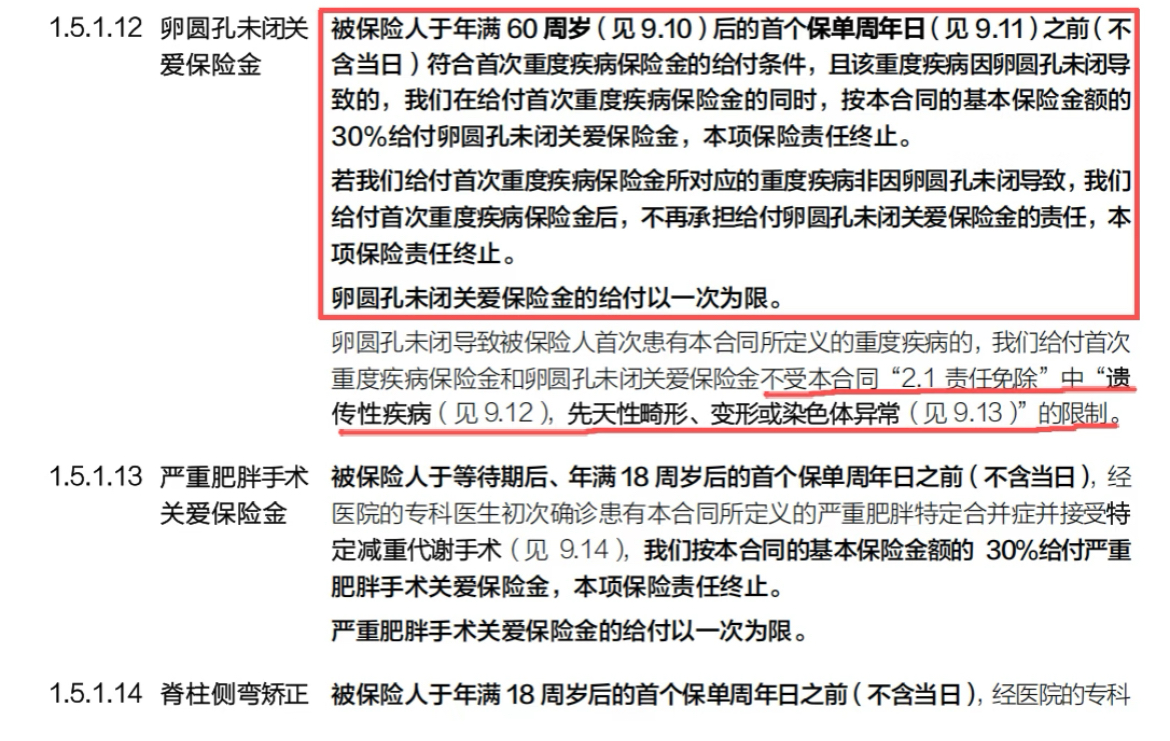 1.5.1.12 卵圆孔未闭关爱保险金
被保险人于年满 60 周岁（见 9.10）后的首个保单周年日（见 9.11）之前（不
含当日）符合首次重度疾病保险金的给付条件，且该重度疾病因卵圆孔未闭导
致的，我们在给付首次重度疾病保险金的同时，按本合同的基本保险金额的
30%给付卵圆孔未闭关爱保险金，本项保险责任终止。
若我们给付首次重度疾病保险金所对应的重度疾病非因卵圆孔未闭导致，我们
给付首次重度疾病保险金后，不再承担给付卵圆孔未闭关爱保险金的责任，本
项保险责任终止。
卵圆孔未闭关爱保险金的给付以一次为限。
卵圆孔未闭导致被保险人首次患有本合同所定义的重度疾病的，我们给付首次
重度疾病保险金和卵圆孔未闭关爱保险金不受本合同“2.1 责任免除”中“遗
传性疾病（见 9.12），先天性畸形、变形或染色体异常（见 9.13）”的限制。
1.5.1.13 严重肥胖手术关爱保险金
被保险人于等待期后、年满 18 周岁后的首个保单周年日之前（不含当日），经
医院的专科医生初次确诊患有本合同所定义的严重肥胖特定合并症并接受特
定减重代谢手术（见 9.14），我们按本合同的基本保险金额的 30%给付严重
肥胖手术关爱保险金，本项保险责任终止。
严重肥胖手术关爱保险金的给付以一次为限。
1.5.1.14 脊柱侧弯矫正
被保险人于年满 18 周岁后的首个保单周年日之前（不含当日），经医院的专科